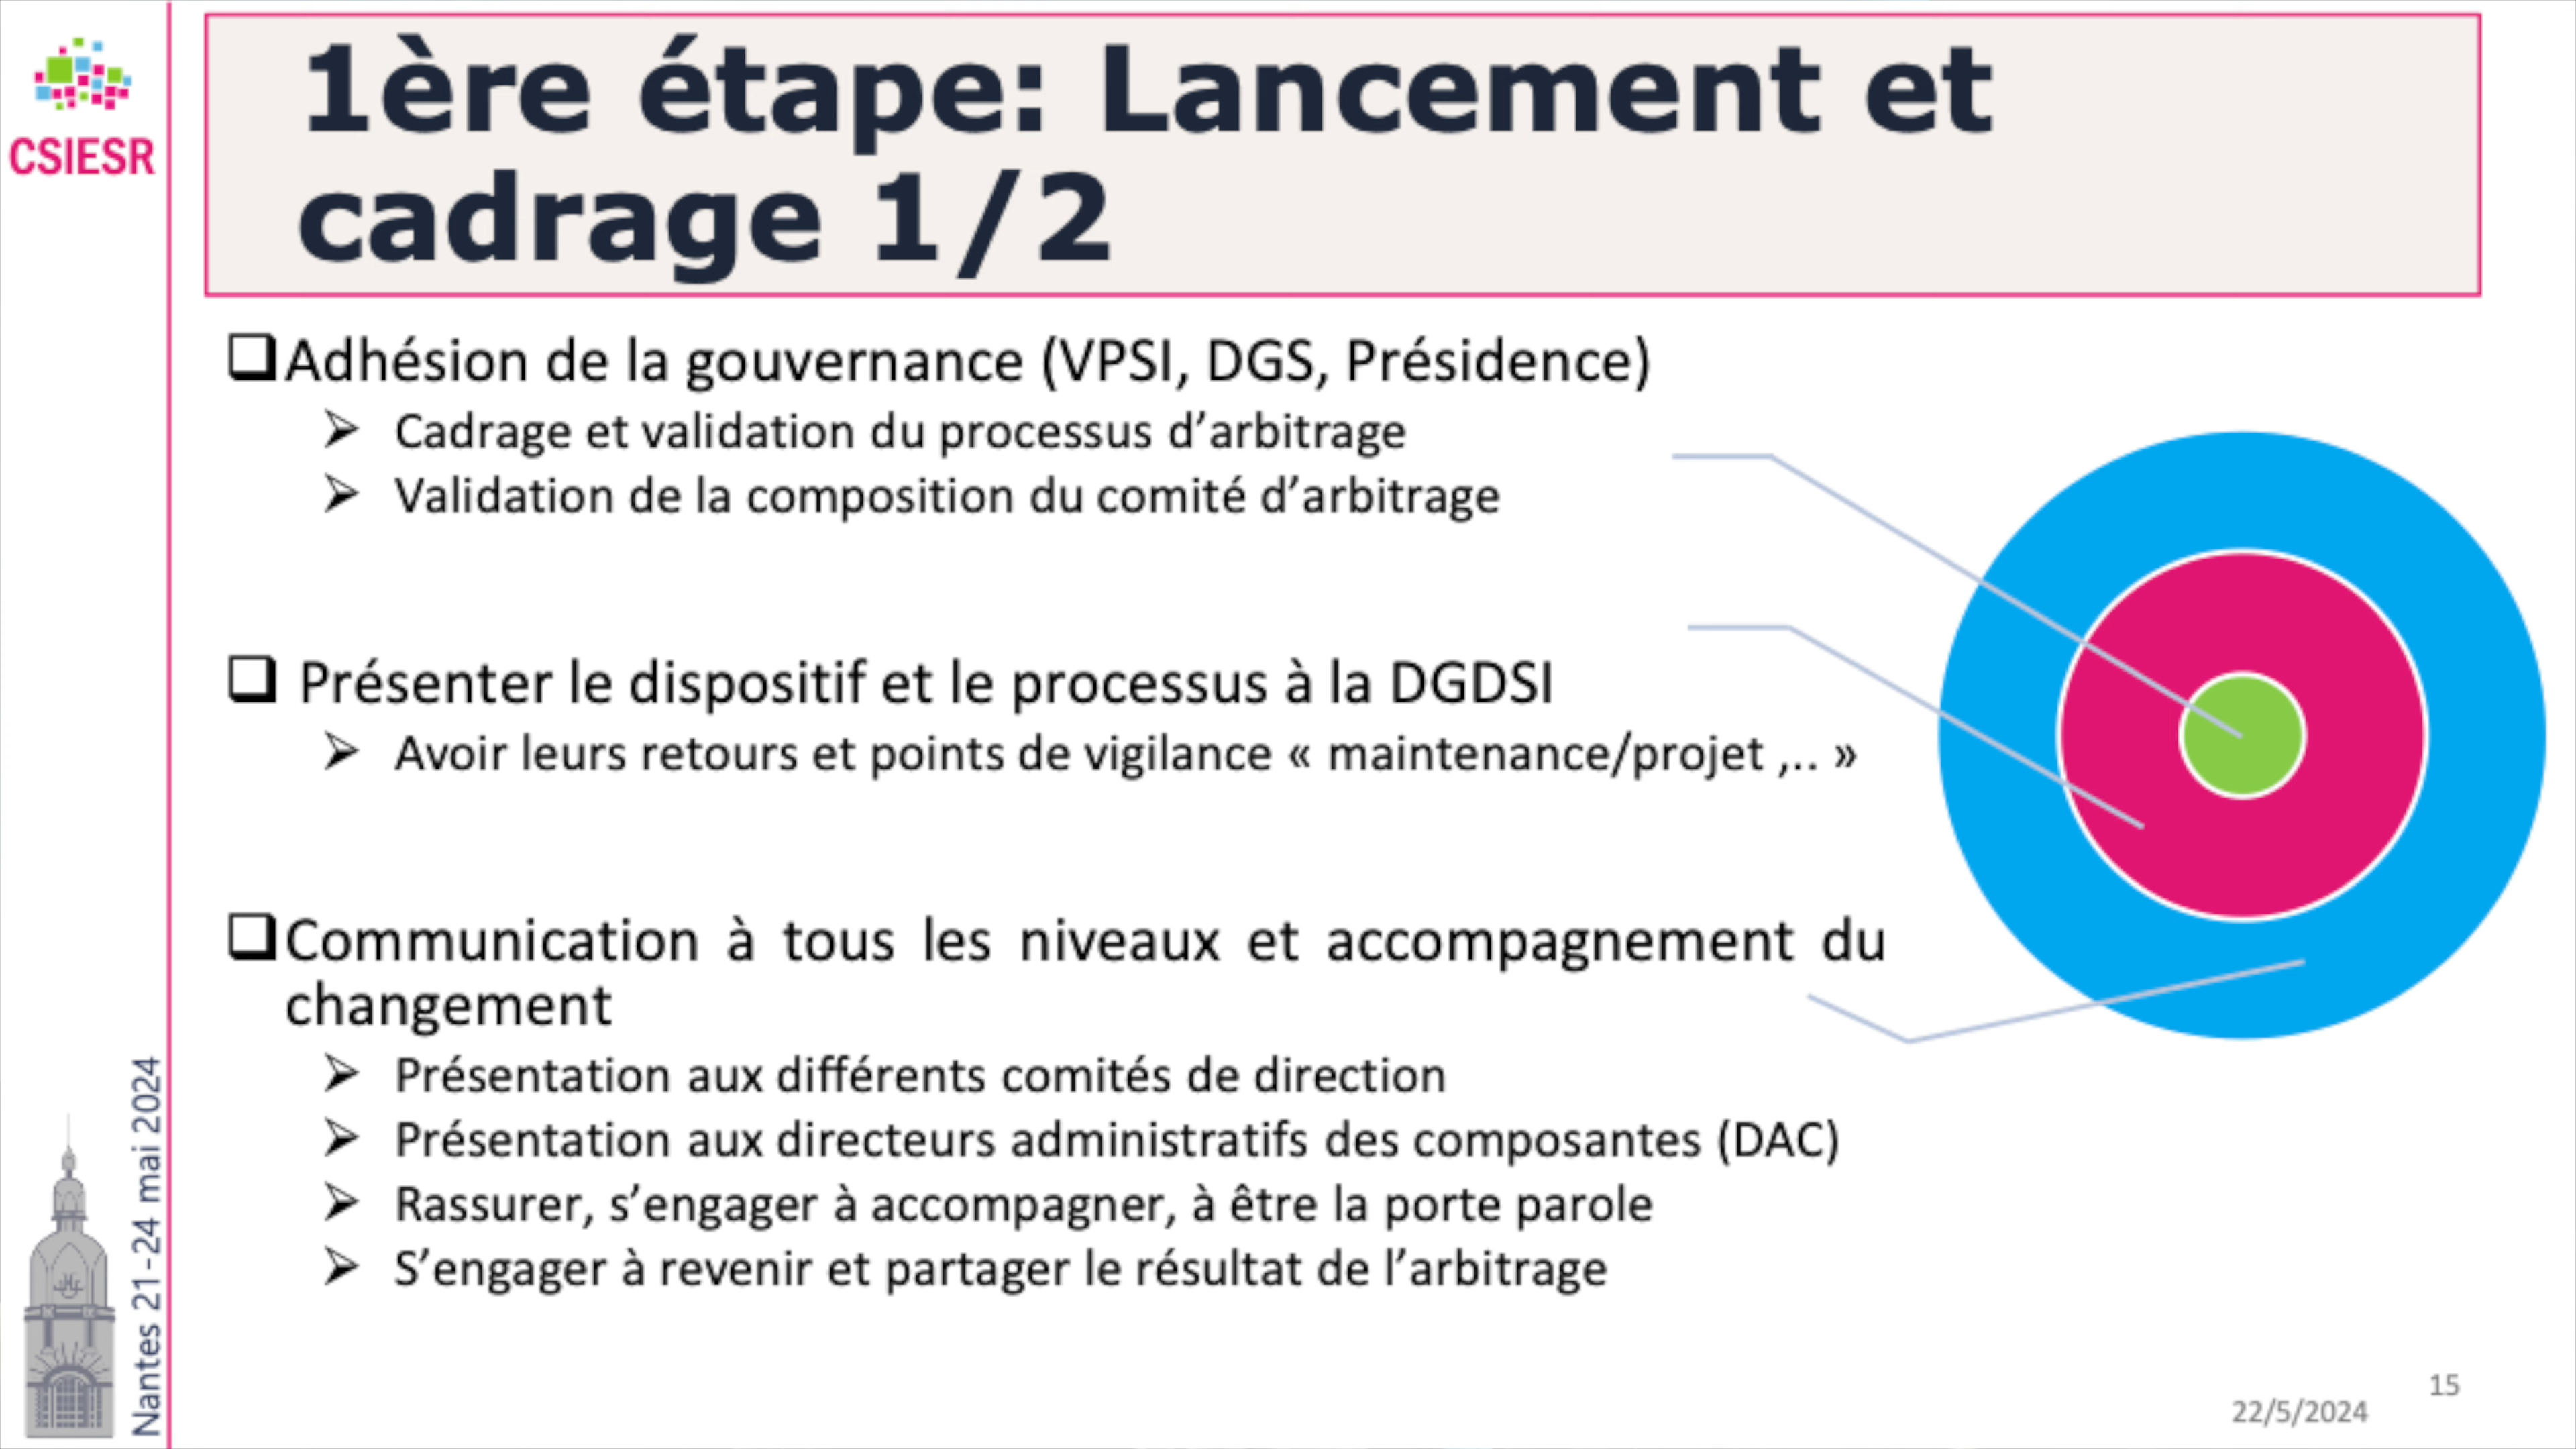 CSIESR
1ère étape: Lancement et
cadrage 1/2
Adhésion de la gouvernance (VPSI, DGS, Présidence)
Cadrage et validation du processus d’arbitrage
Validation de la composition du comité d’arbitrage
Présenter le dispositif et le processus à la DGDSI
Avoir leurs retours et points de vigilance « maintenance/projet ,.. »
Communication à tous les niveaux et accompagnement du
changement
Présentation aux différents comités de direction
Présentation aux directeurs administratifs des composantes (DAC)
Rassurer, s’engager à accompagner, à être la porte parole
S’engager à revenir et partager le résultat de l’arbitrage
Nantes 21-24 mai 2024
15
22/5/2024